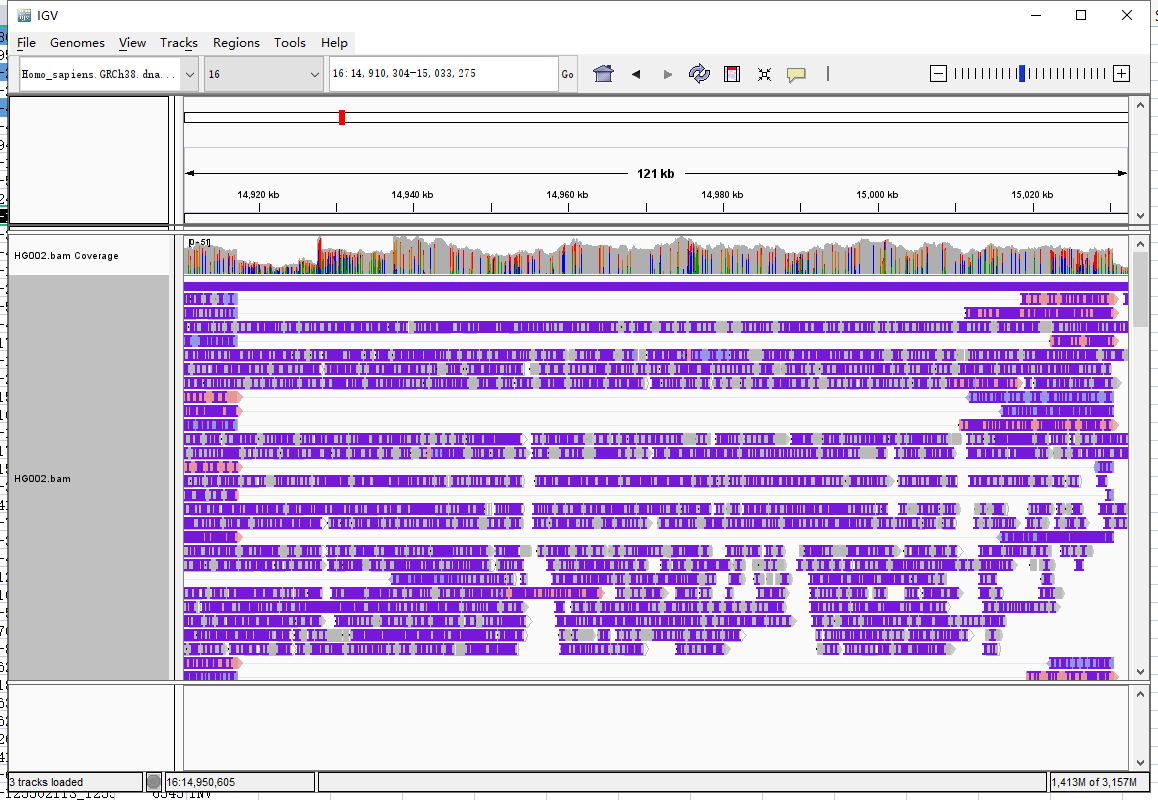 IGV
File Genomes View Tracks Regions Tools Help
Homo_sapiens.GRCh38.dna... 16 16:14,910,304-15,033,275 Go
121 kb
14,920 kb 14,940 kb 14,960 kb 14,980 kb 15,000 kb 15,020 kb
[0-51]
HG002.bam Coverage
HG002.bam
3 tracks loaded 16:14,950,605 1,413M of 3,157M